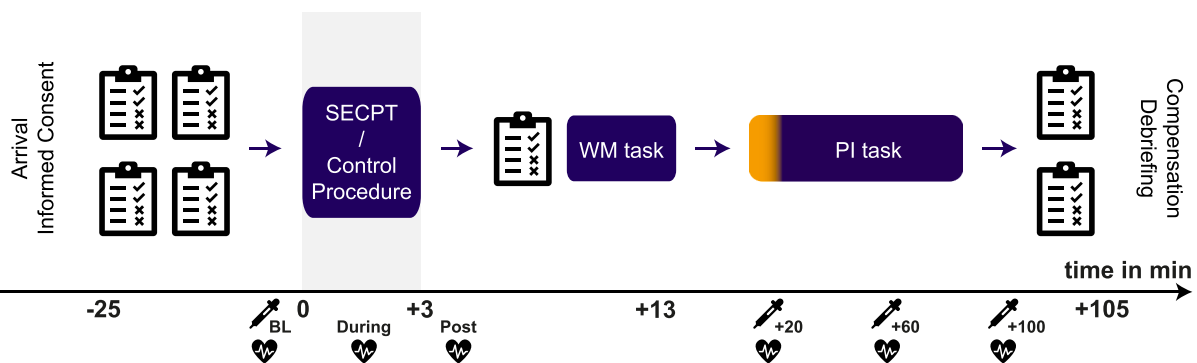 Arrival
Informed Consent
SECPT
/
Control
Procedure
WM task
PI task
Compensation
Debriefing
time in min
-25
0
+3
+13
+105
BL
During
Post
+20
+60
+100